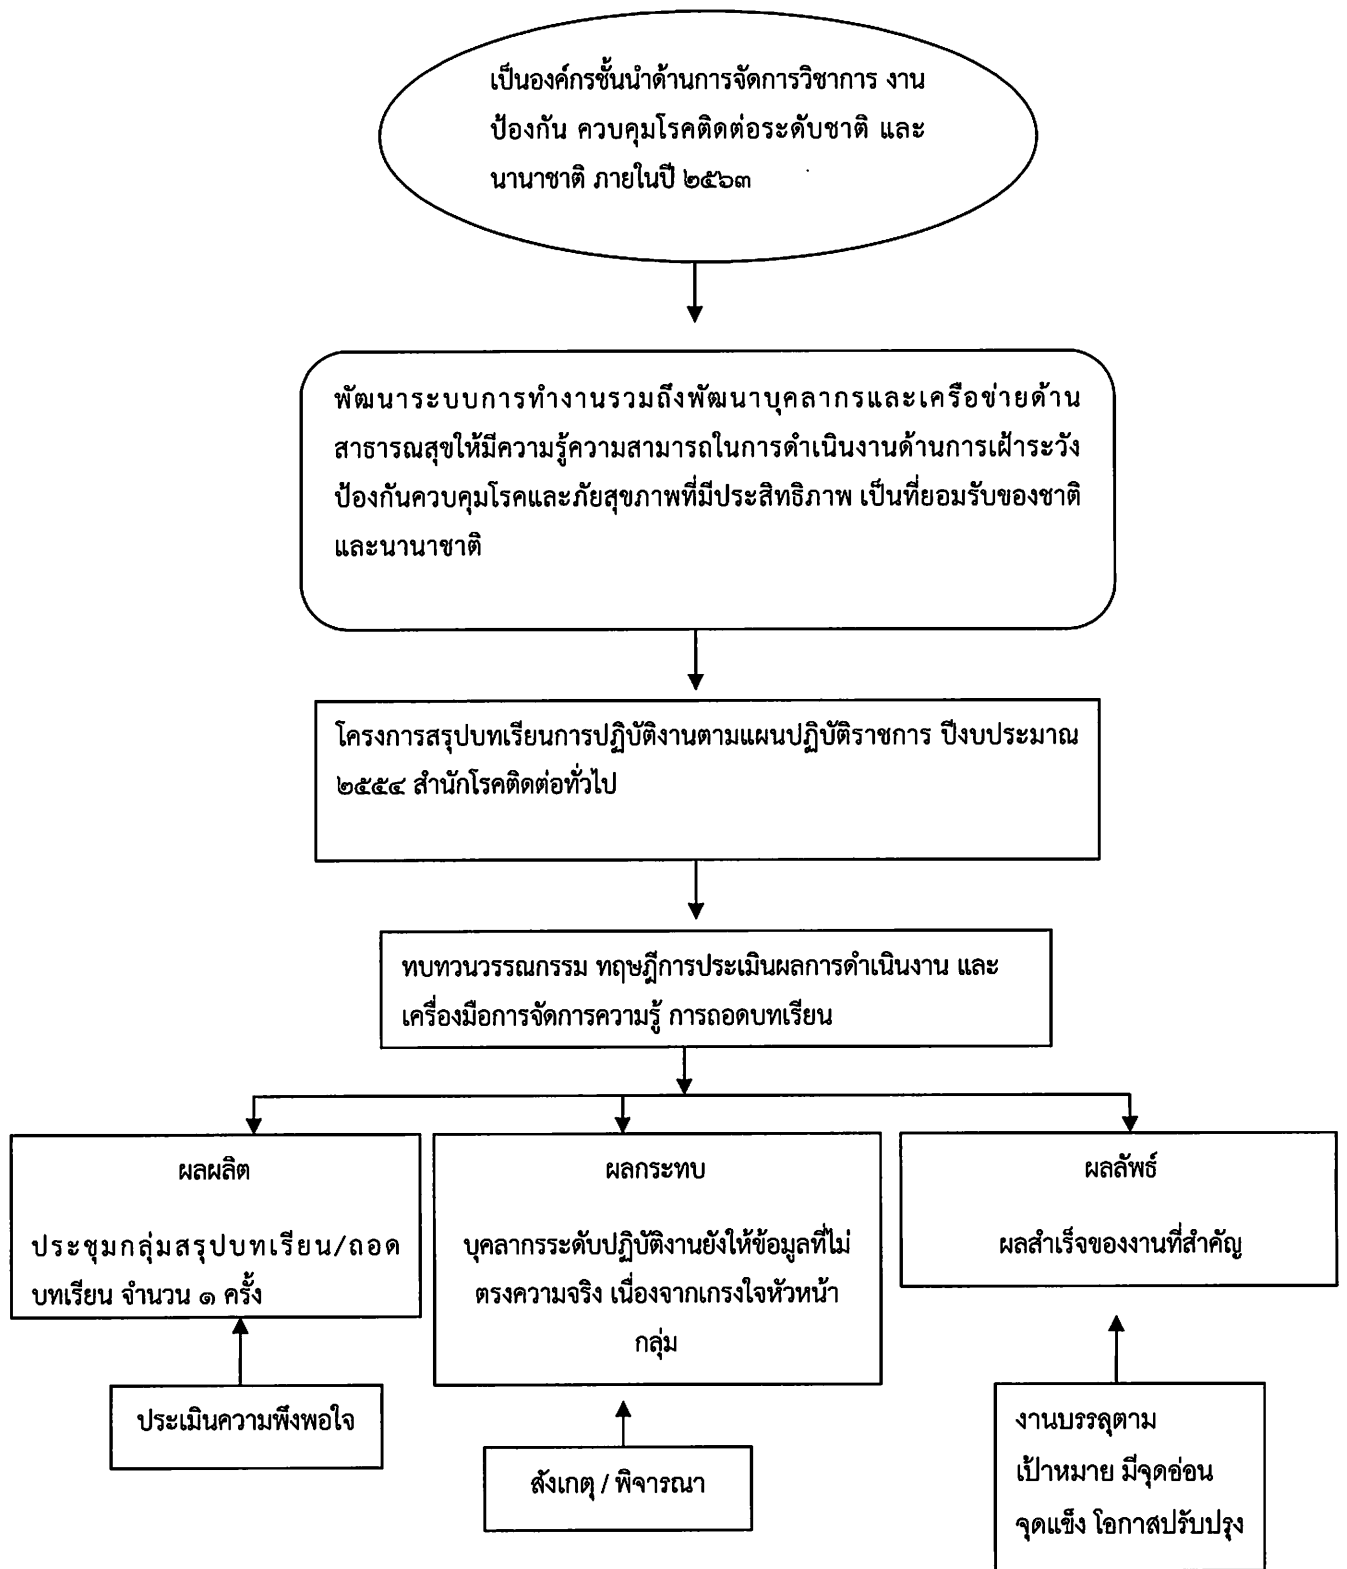 เป็นองค์กรชั้นนำด้านการจัดการวิชาการ งาน
ป้องกัน ควบคุมโรคติดต่อระดับชาติ และ
นานาชาติ ภายในปี ๒๕๖๓
พัฒนาระบบการทำงานรวมถึงพัฒนาบุคลากรและเครือข่ายด้าน
สาธารณสุขให้มีความรู้ความสามารถในการดำเนินงานด้านการเฝ้าระวัง
ป้องกันควบคุมโรคและภัยสุขภาพที่มีประสิทธิภาพ เป็นที่ยอมรับของชาติ
และนานาชาติ
โครงการสรุปบทเรียนการปฏิบัติงานตามแผนปฏิบัติราชการ ปีงบประมาณ
๒๕๕๔ สำนักโรคติดต่อทั่วไป
ทบทวนวรรณกรรม ทฤษฎีการประเมินผลการดำเนินงาน และ
เครื่องมือการจัดการความรู้ การถอดบทเรียน
ผลผลิต
ประชุมกลุ่มสรุปบทเรียน/ถอด
บทเรียน จำนวน ๑ ครั้ง
ผลกระทบ
บุคลากรระดับปฏิบัติงานยังให้ข้อมูลที่ไม่
ตรงความจริง เนื่องจากเกรงใจหัวหน้า
กลุ่ม
ผลลัพธ์
ผลสำเร็จของงานที่สำคัญ
ประเมินความพึงพอใจ
สังเกตุ / พิจารณา
งานบรรลุตาม
เป้าหมาย มีจุดอ่อน
จุดแข็ง โอกาสปรับปรุง